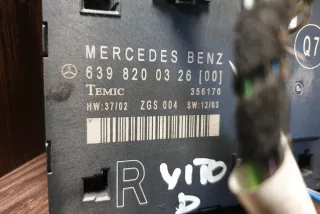 MERCEDES BENZ
Q7
639 820 03 26 [00]
TEMIC 356170
HW:37/02 ZGS 004 SW:12/03
R
VITO
D